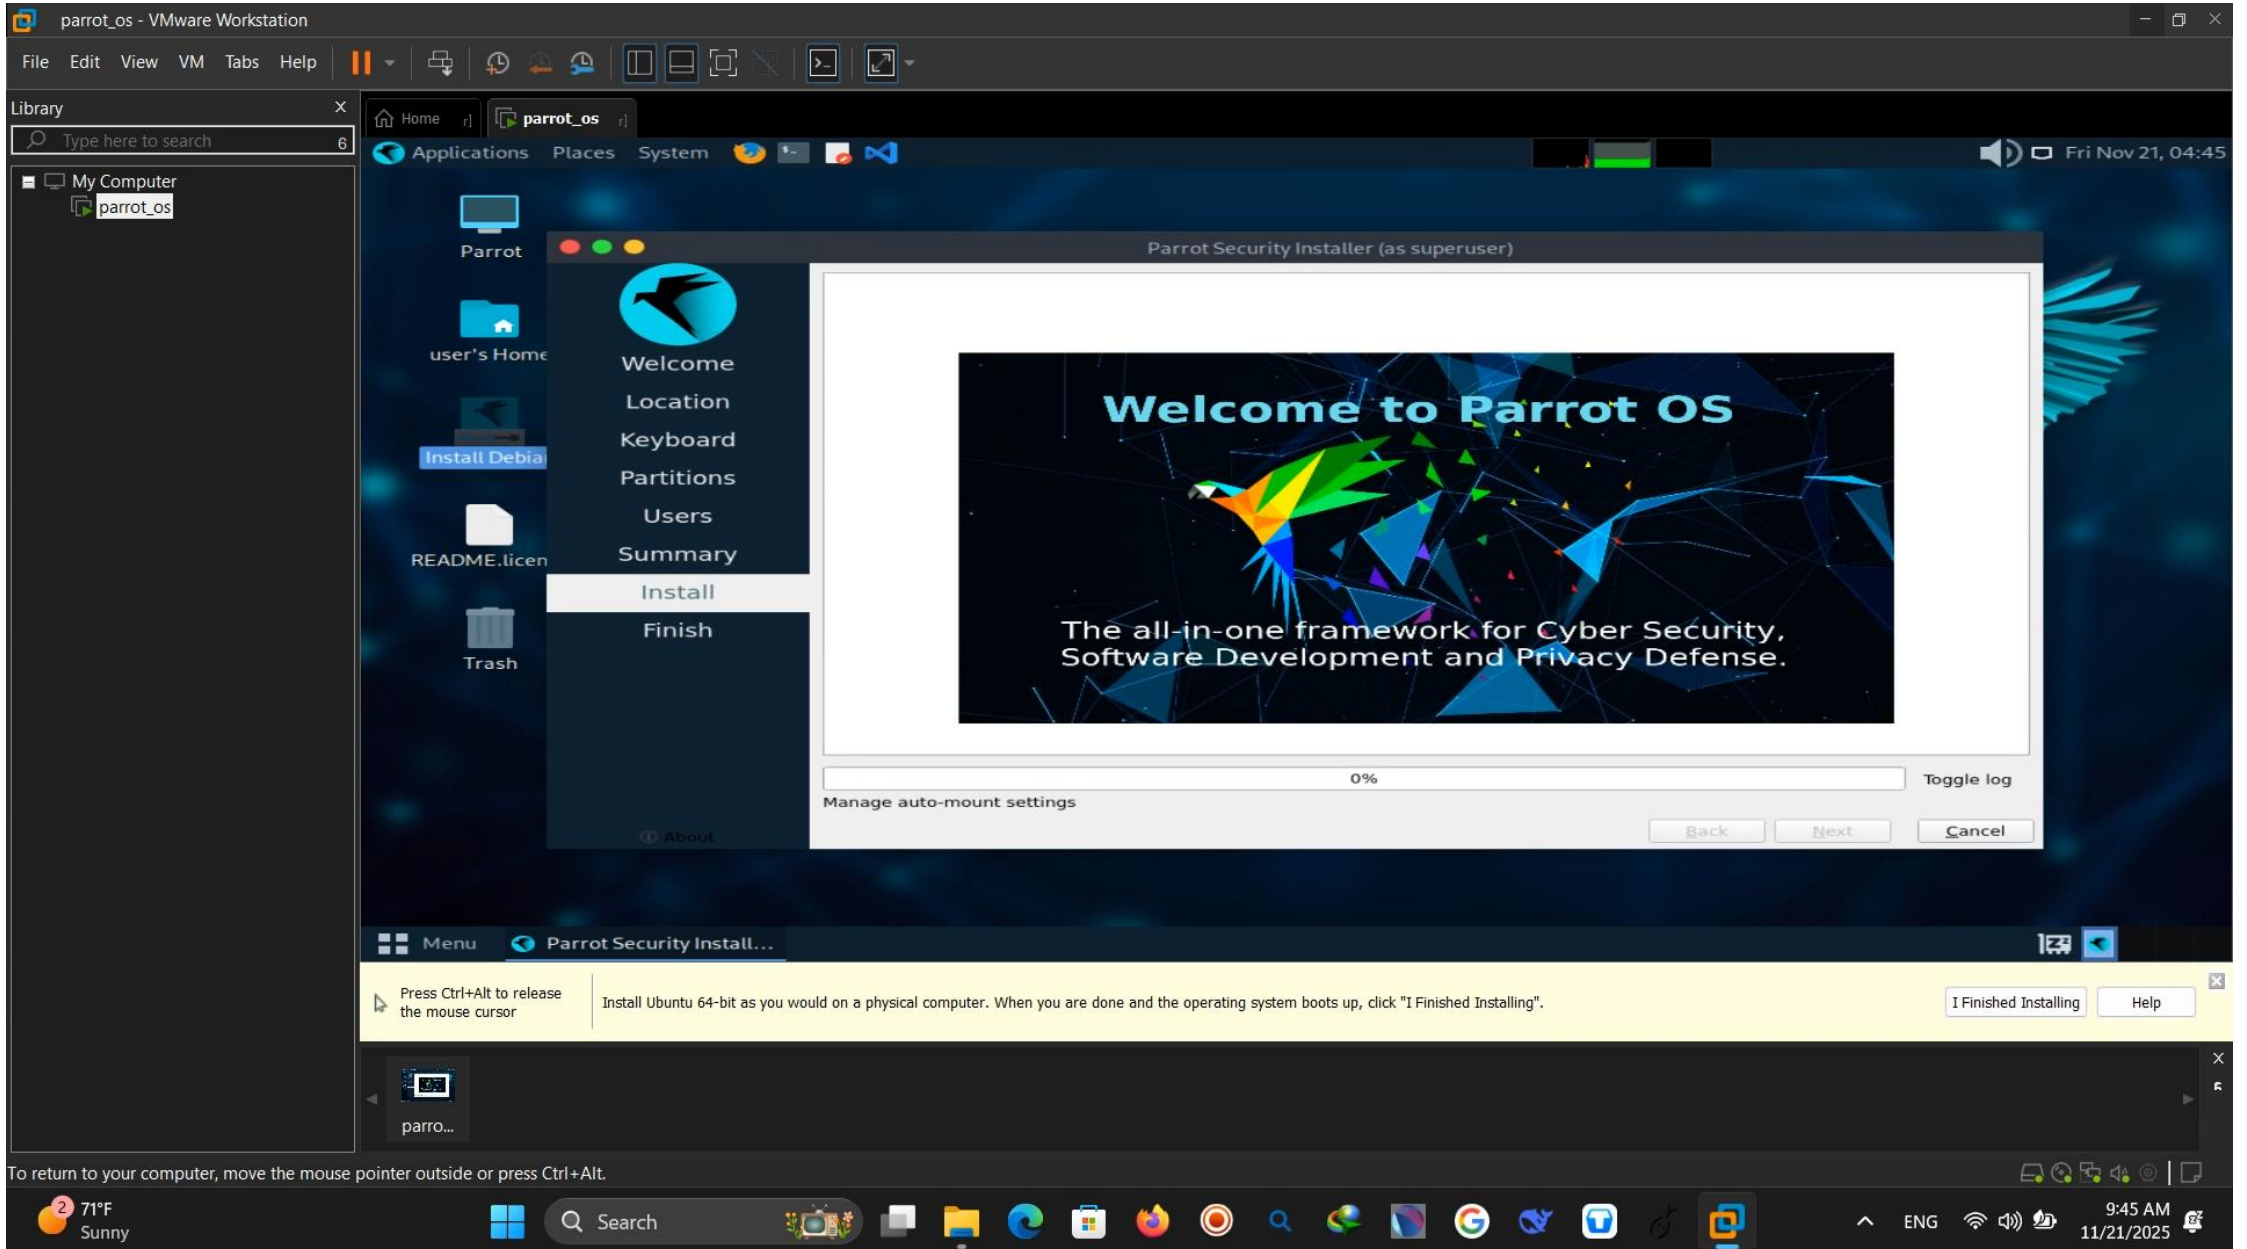 parrot_os - VMware Workstation
File Edit View VM Tabs Help
Library
Type here to search
My Computer
parrot_os
Home
parrot_os
Applications Places System
Fri Nov 21, 04:45
Parrot
user's Home
Install Debia
README.licen
Trash
Parrot Security Installer (as superuser)
Welcome
Location
Keyboard
Partitions
Users
Summary
Install
Finish
About
Welcome to Parrot OS
The all-in-one framework for Cyber Security,
Software Development and Privacy Defense.
0%
Toggle log
Manage auto-mount settings
Back Next Cancel
Menu
Parrot Security Install...
Press Ctrl+Alt to release
the mouse cursor
Install Ubuntu 64-bit as you would on a physical computer. When you are done and the operating system boots up, click "I Finished Installing".
I Finished Installing
Help
parro...
To return to your computer, move the mouse pointer outside or press Ctrl+Alt.
2
71°F
Sunny
Search
ENG
9:45 AM
11/21/2025